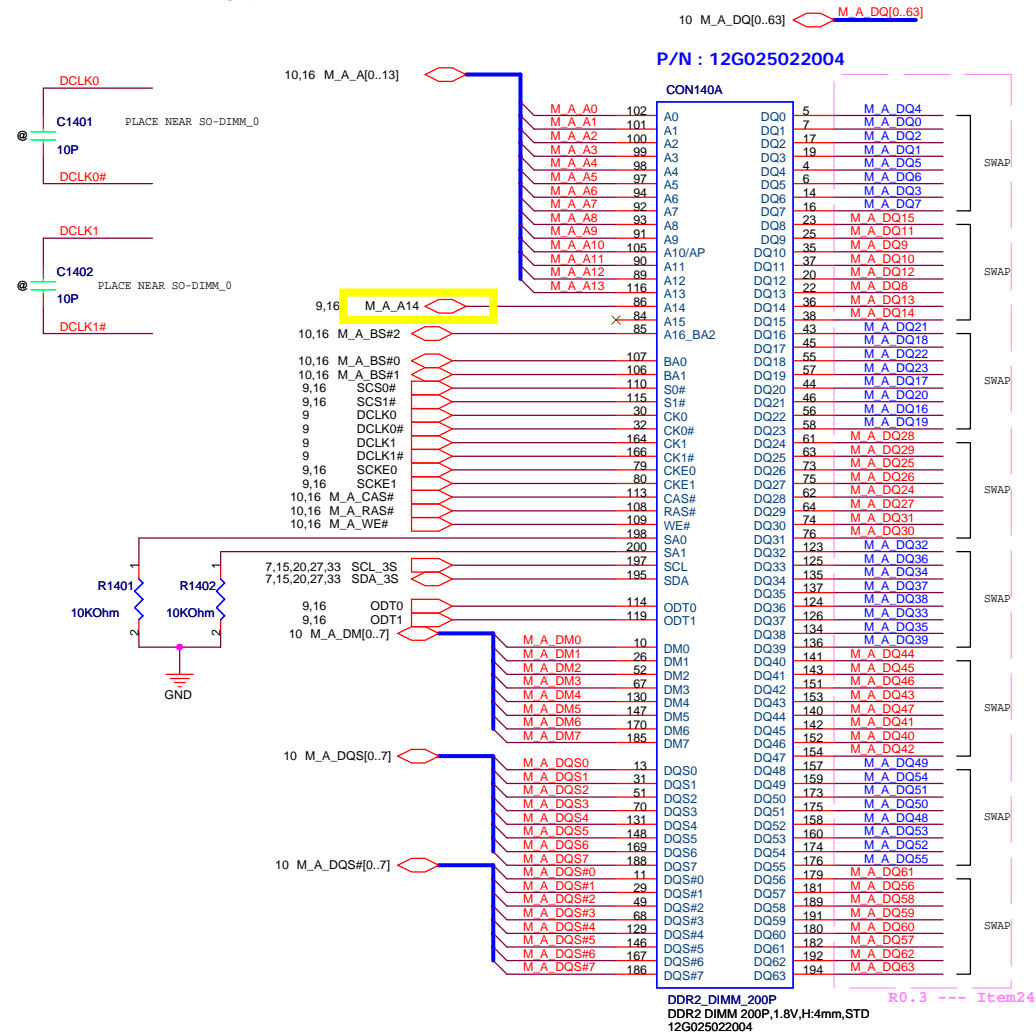 10 M_A_DQ[0..63] M_A_DQ[0..63]
P/N : 12G025022004
10,16 M_A_A[0..13]
CON140A
DCLK0
C1401 PLACE NEAR SO-DIMM_0
@
10P
DCLK0#
DCLK1
C1402 PLACE NEAR SO-DIMM_0
@
10P
DCLK1#
M_A_A0 102 A0 DQ0 5 M_A_DQ4
M_A_A1 101 A1 DQ1 7 M_A_DQ0
M_A_A2 100 A2 DQ2 17 M_A_DQ2
M_A_A3 99 A3 DQ3 19 M_A_DQ1
M_A_A4 98 A4 DQ4 4 M_A_DQ5
M_A_A5 97 A5 DQ5 6 M_A_DQ6
M_A_A6 94 A6 DQ6 14 M_A_DQ3
M_A_A7 92 A7 DQ7 16 M_A_DQ7
SWAP
M_A_A8 93 A8 DQ8 23 M_A_DQ15
M_A_A9 91 A9 DQ9 25 M_A_DQ11
M_A_A10 105 A10/AP DQ10 35 M_A_DQ9
M_A_A11 90 A11 DQ11 37 M_A_DQ10
M_A_A12 89 A12 DQ12 20 M_A_DQ12
M_A_A13 116 A13 DQ13 22 M_A_DQ8
9,16 M_A_A14 86 A14 DQ14 36 M_A_DQ13
84 A15 DQ15 38 M_A_DQ14
SWAP
10,16 M_A_BS#2 85 A16_BA2 DQ16 43 M_A_DQ21
DQ17 45 M_A_DQ18
10,16 M_A_BS#0 107 BA0 DQ18 55 M_A_DQ22
10,16 M_A_BS#1 106 BA1 DQ19 57 M_A_DQ23
9,16 SCS0# 110 S0# DQ20 44 M_A_DQ17
9,16 SCS1# 115 S1# DQ21 46 M_A_DQ20
9 DCLK0 30 CK0 DQ22 56 M_A_DQ16
9 DCLK0# 32 CK0# DQ23 58 M_A_DQ19
SWAP
9 DCLK1 164 CK1 DQ24 61 M_A_DQ28
9 DCLK1# 166 CK1# DQ25 63 M_A_DQ29
9,16 SCKE0 79 CKE0 DQ26 73 M_A_DQ25
9,16 SCKE1 80 CKE1 DQ27 75 M_A_DQ26
10,16 M_A_CAS# 113 CAS# DQ28 62 M_A_DQ24
10,16 M_A_RAS# 108 RAS# DQ29 64 M_A_DQ27
10,16 M_A_WE# 109 WE# DQ30 74 M_A_DQ31
198 SA0 DQ31 76 M_A_DQ30
SWAP
200 SA1 DQ32 123 M_A_DQ32
7,15,20,27,33 SCL_3S 197 SCL DQ33 125 M_A_DQ36
7,15,20,27,33 SDA_3S 195 SDA DQ34 135 M_A_DQ34
DQ35 137 M_A_DQ37
9,16 ODT0 114 ODT0 DQ36 124 M_A_DQ38
9,16 ODT1 119 ODT1 DQ37 126 M_A_DQ33
10 M_A_DM[0..7] DQ38 134 M_A_DQ35
M_A_DM0 10 DM0 DQ39 136 M_A_DQ39
SWAP
1 1
R1401 R1402
10KOhm 10KOhm
2 2
GND
M_A_DM1 26 DM1 DQ40 141 M_A_DQ44
M_A_DM2 52 DM2 DQ41 143 M_A_DQ45
M_A_DM3 67 DM3 DQ42 151 M_A_DQ46
M_A_DM4 130 DM4 DQ43 153 M_A_DQ43
M_A_DM5 147 DM5 DQ44 140 M_A_DQ47
M_A_DM6 170 DM6 DQ45 142 M_A_DQ41
M_A_DM7 185 DM7 DQ46 152 M_A_DQ40
DQ47 154 M_A_DQ42
SWAP
10 M_A_DQS[0..7]
M_A_DQS0 13 DQS0 DQ48 157 M_A_DQ49
M_A_DQS1 31 DQS1 DQ49 159 M_A_DQ54
M_A_DQS2 51 DQS2 DQ50 173 M_A_DQ51
M_A_DQS3 70 DQS3 DQ51 175 M_A_DQ50
M_A_DQS4 131 DQS4 DQ52 158 M_A_DQ48
M_A_DQS5 148 DQS5 DQ53 160 M_A_DQ53
M_A_DQS6 169 DQS6 DQ54 174 M_A_DQ52
M_A_DQS7 188 DQS7 DQ55 176 M_A_DQ55
SWAP
10 M_A_DQS#[0..7]
M_A_DQS#0 11 DQS#0 DQ56 179 M_A_DQ61
M_A_DQS#1 29 DQS#1 DQ57 181 M_A_DQ56
M_A_DQS#2 49 DQS#2 DQ58 189 M_A_DQ58
M_A_DQS#3 68 DQS#3 DQ59 191 M_A_DQ59
M_A_DQS#4 129 DQS#4 DQ60 180 M_A_DQ60
M_A_DQS#5 146 DQS#5 DQ61 182 M_A_DQ57
M_A_DQS#6 167 DQS#6 DQ62 192 M_A_DQ62
M_A_DQS#7 186 DQS#7 DQ63 194 M_A_DQ63
SWAP
DDR2_DIMM_200P
R0.3 --- Item24
DDR2 DIMM 200P,1.8V,H:4mm,STD
12G025022004